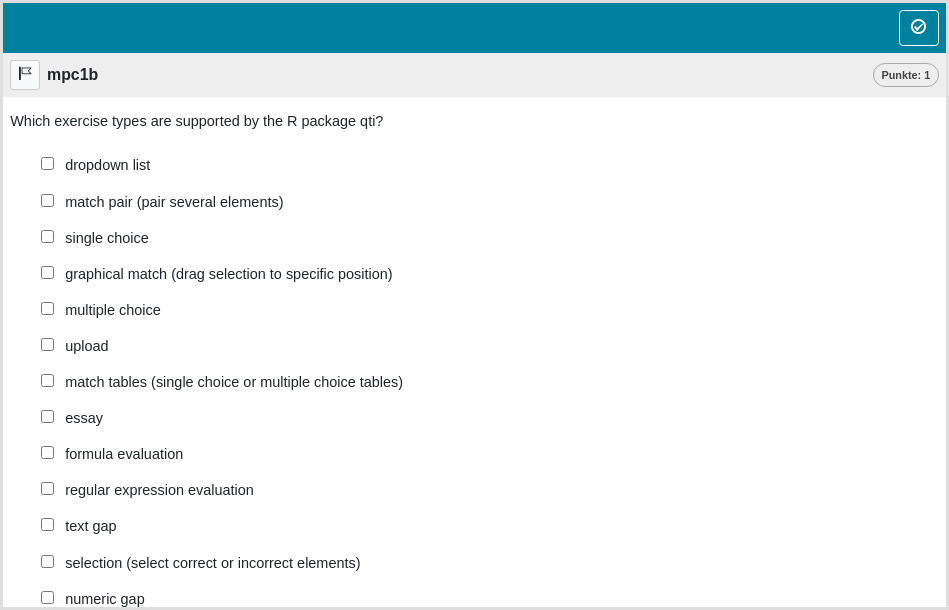 mpc1b
Punkte: 1
Which exercise types are supported by the R package qti?
dropdown list
match pair (pair several elements)
single choice
graphical match (drag selection to specific position)
multiple choice
upload
match tables (single choice or multiple choice tables)
essay
formula evaluation
regular expression evaluation
text gap
selection (select correct or incorrect elements)
numeric gap